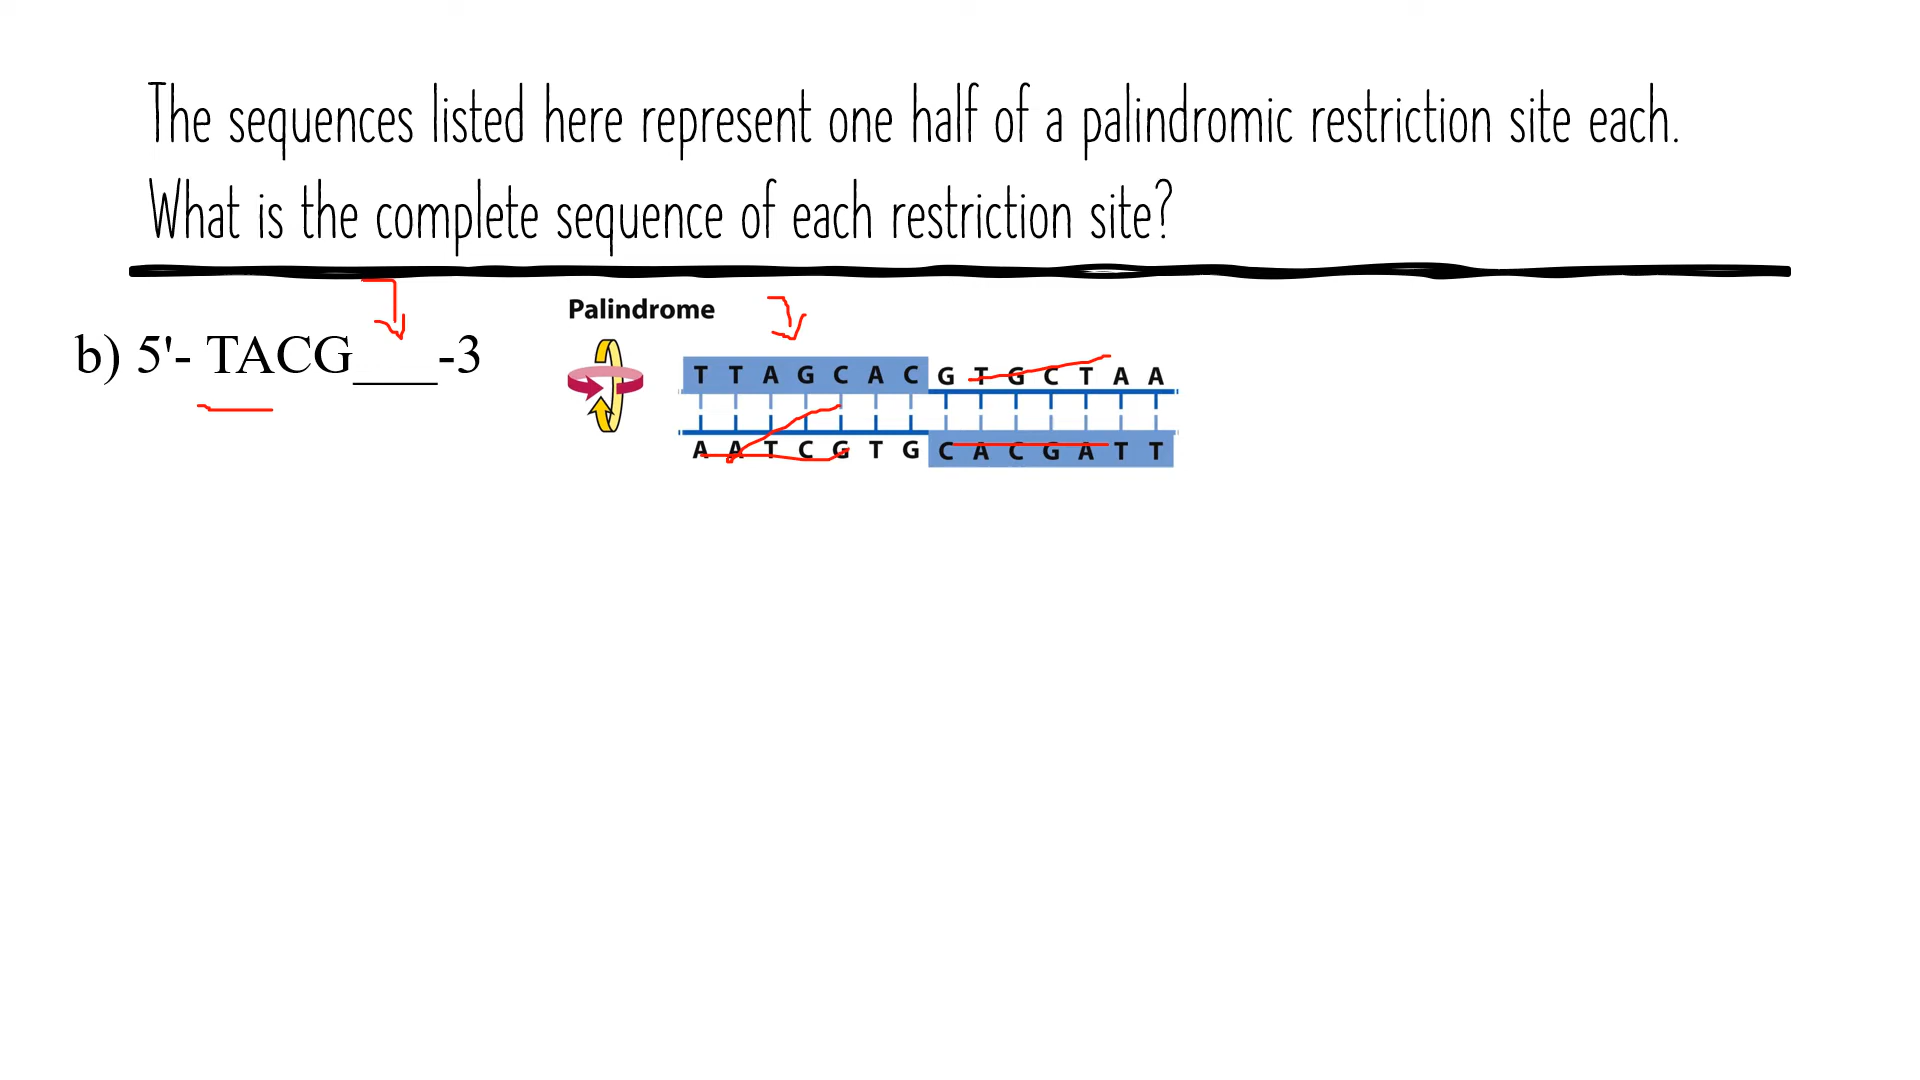 The sequences listed here represent one half of a palindromic restriction site each.
What is the complete sequence of each restriction site?
b) 5'- TACG___-3
Palindrome
T T A G C A C G T G C T A A
A A T C G T G C A C G A T T